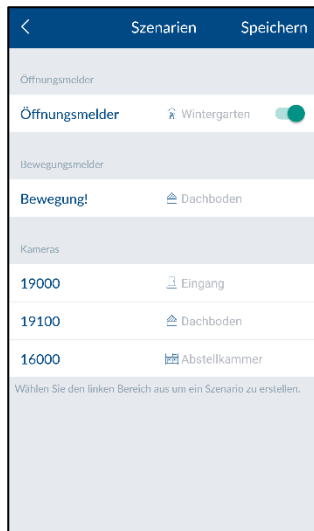 Szenarien Speichern
Öffnungsmelder
Öffnungsmelder Wintergarten
Bewegungsmelder
Bewegung! Dachboden
Kameras
19000 Eingang
19100 Dachboden
16000 Abstellkammer
Wählen Sie den linken Bereich aus um ein Szenario zu erstellen.